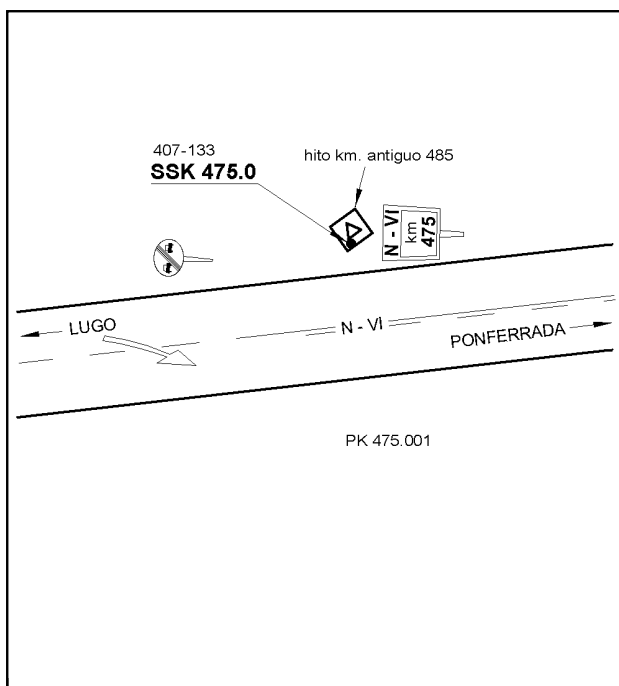 407-133
SSK 475.0
hito km. antiguo 485
N - VI
km
475
LUGO
N - VI
PONFERRADA
PK 475.001